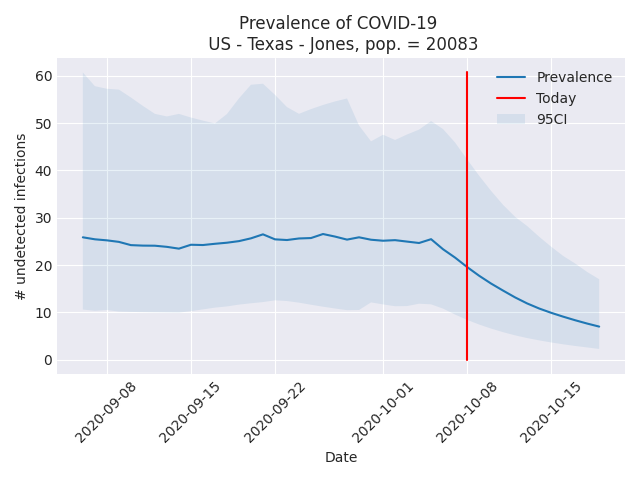 Prevalence of COVID-19
US - Texas - Jones, pop. = 20083
# undetected infections
60
50
40
30
20
10
0
Prevalence
Today
95CI
2020-09-08
2020-09-15
2020-09-22
2020-10-01
2020-10-08
2020-10-15
Date